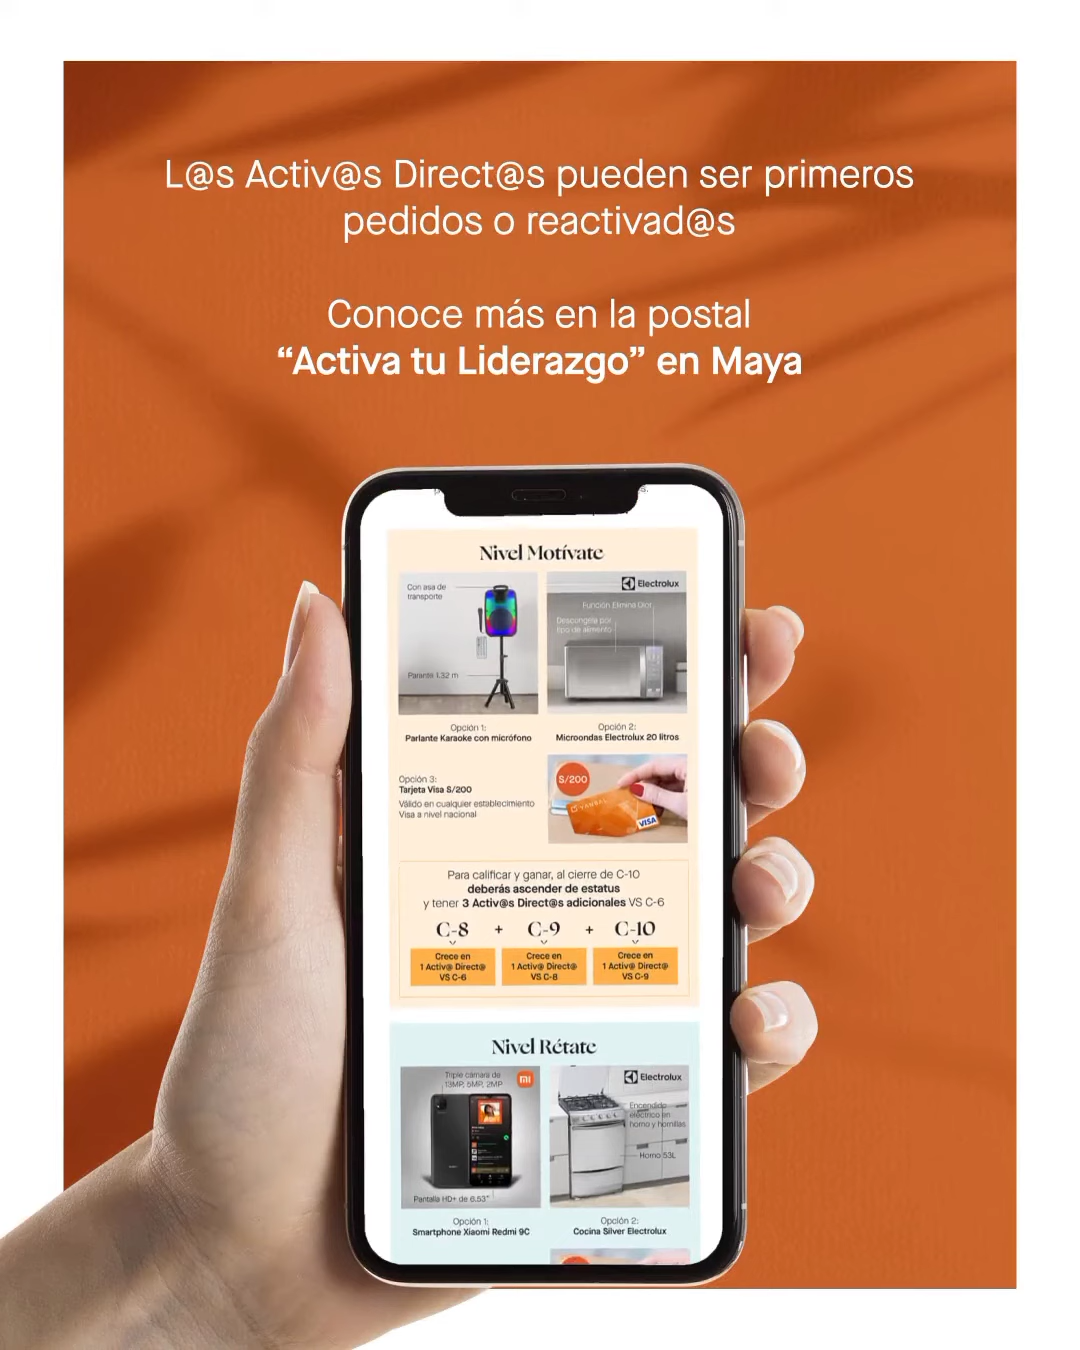 L@s Activ@s Direct@s pueden ser primeros
pedidos o reactivad@s
Conoce más en la postal
“Activa tu Liderazgo” en Maya
Nivel Motívate
Con asa de
transporte
Parante 1.32 m
Electrolux
Función Elimina Olor
Descongela por
tipo de alimento
Opción 1:
Parlante Karaoke con micrófono
Opción 2:
Microondas Electrolux 20 litros
Opción 3:
Tarjeta Visa S/200
Válido en cualquier establecimiento
Visa a nivel nacional
S/200
YANBAL
VISA
Para calificar y ganar, al cierre de C-10
deberás ascender de estatus
y tener 3 Activ@s Direct@s adicionales VS C-6
C-8 + C-9 + C-10
Crece en
1 Activ@ Direct@
VS C-6
Crece en
1 Activ@ Direct@
VS C-8
Crece en
1 Activ@ Direct@
VS C-9
Nivel Rétate
Triple cámara de
13MP, 5MP, 2MP
mi
Pantalla HD+ de 6.53"
Electrolux
Encendido
eléctrico en
horno y hornillas
Horno 53L
Opción 1:
Smartphone Xiaomi Redmi 9C
Opción 2:
Cocina Silver Electrolux